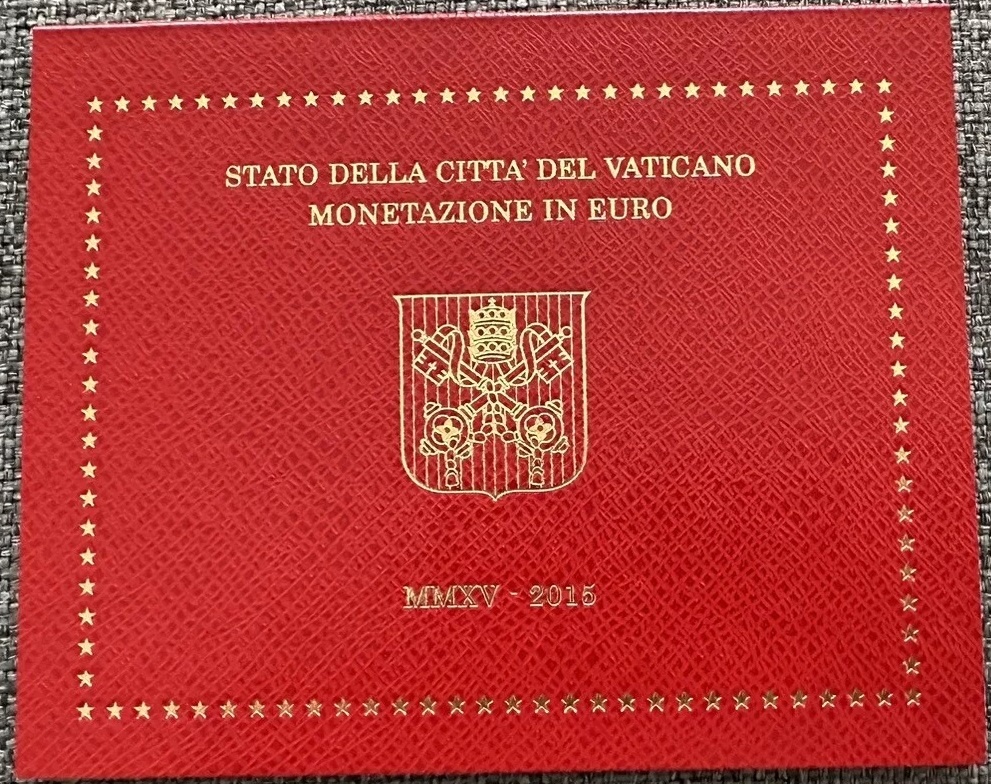 STATO DELLA CITTA' DEL VATICANO
MONETAZIONE IN EURO
MMXV - 2015